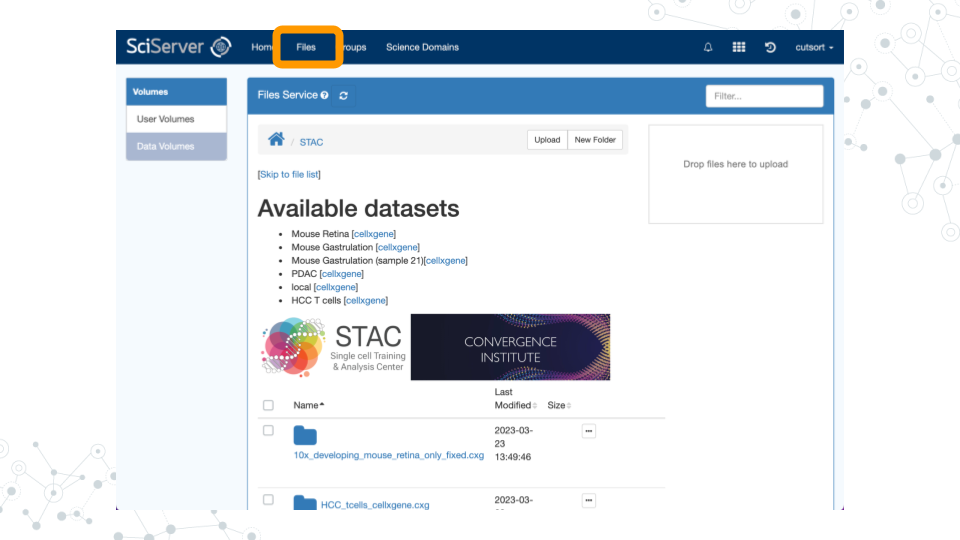 SciServer
Home Files roups Science Domains
cutsort
Volumes
User Volumes
Data Volumes
Files Service
Filter...
/ STAC
Upload
New Folder
Drop files here to upload
[Skip to file list]
Available datasets
• Mouse Retina [cellxgene]
• Mouse Gastrulation [cellxgene]
• Mouse Gastrulation (sample 21)[cellxgene]
• PDAC [cellxgene]
• local [cellxgene]
• HCC T cells [cellxgene]
STAC
Single cell Training
& Analysis Center
CONVERGENCE
INSTITUTE
Name
Last
Modified
Size
10x_developing_mouse_retina_only_fixed.cxg
2023-03-
23
13:49:46
HCC_tcells_cellxgene.cxg
2023-03-